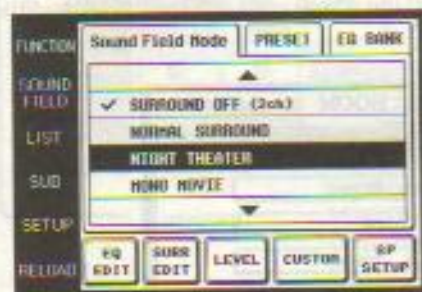 FUNCTION
SOUND
FIELD
LIST
SUB
SETUP
RELOAD
Sound Field Mode
PRESET
EQ BANK
✓ SURROUND OFF (2ch)
NORMAL SURROUND
NIGHT THEATER
MONO MOVIE
EQ
EDIT
SURR
EDIT
LEVEL
CUSTOM
SP
SETUP